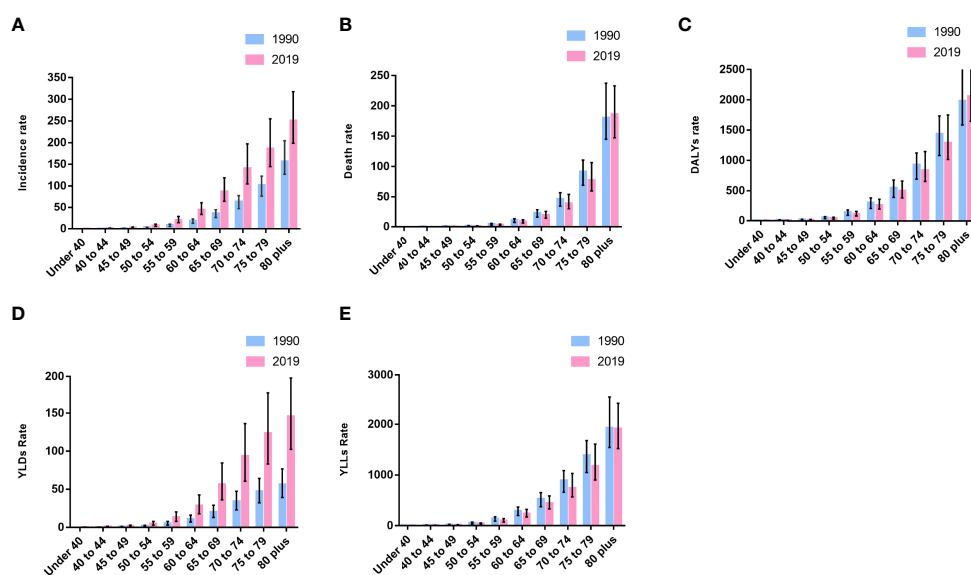 A
1990
2019
Incidence rate
350
300
250
200
150
100
50
0
Under 40
40 to 44
45 to 49
50 to 54
55 to 59
60 to 64
65 to 69
70 to 74
75 to 79
80 plus
B
1990
2019
Death rate
250
200
150
100
50
0
Under 40
40 to 44
45 to 49
50 to 54
55 to 59
60 to 64
65 to 69
70 to 74
75 to 79
80 plus
C
1990
2019
DALYs rate
2500
2000
1500
1000
500
0
Under 40
40 to 44
45 to 49
50 to 54
55 to 59
60 to 64
65 to 69
70 to 74
75 to 79
80 plus
D
1990
2019
YLDs Rate
200
150
100
50
0
Under 40
40 to 44
45 to 49
50 to 54
55 to 59
60 to 64
65 to 69
70 to 74
75 to 79
80 plus
E
1990
2019
YLLs Rate
3000
2000
1000
0
Under 40
40 to 44
45 to 49
50 to 54
55 to 59
60 to 64
65 to 69
70 to 74
75 to 79
80 plus